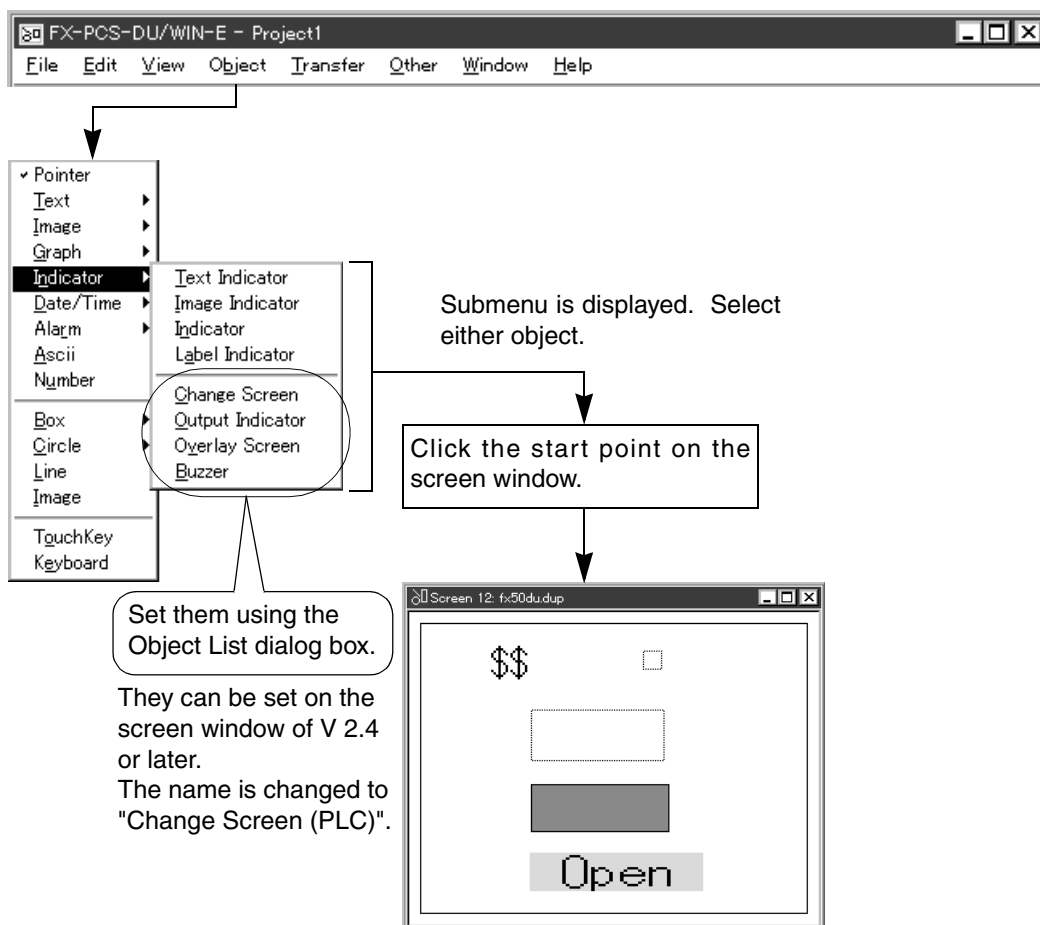 FX-PCS-DU/WIN-E - Project1
File Edit View Object Transfer Other Window Help
Pointer
Text
Image
Graph
Indicator
Date/Time
Alarm
Ascii
Number
Box
Circle
Line
Image
TouchKey
Keyboard
Text Indicator
Image Indicator
Indicator
Label Indicator
Change Screen
Output Indicator
Overlay Screen
Buzzer
Submenu is displayed. Select
either object.
Click the start point on the
screen window.
Set them using the
Object List dialog box.
They can be set on the
screen window of V 2.4
or later.
The name is changed to
"Change Screen (PLC)".
Screen 12: fx50du.dup
$$
Open